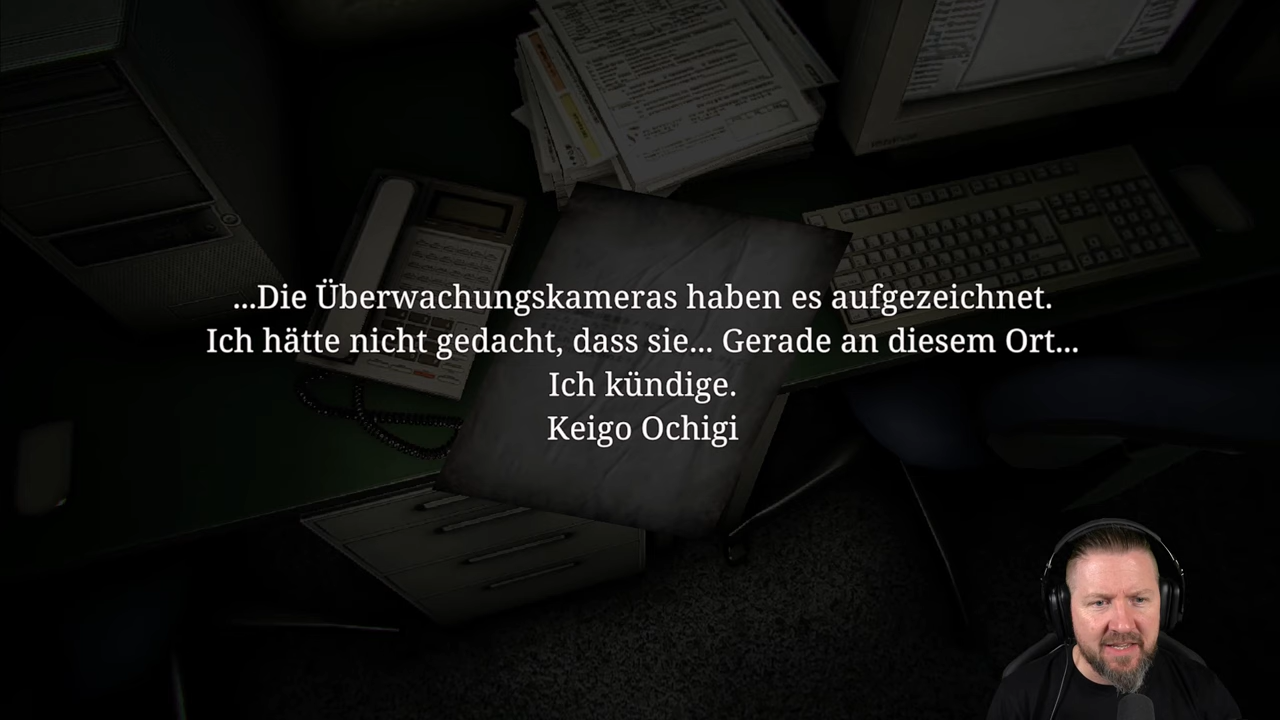 ...Die Überwachungskameras haben es aufgezeichnet.
Ich hätte nicht gedacht, dass sie... Gerade an diesem Ort...
Ich kündige.
Keigo Ochigi